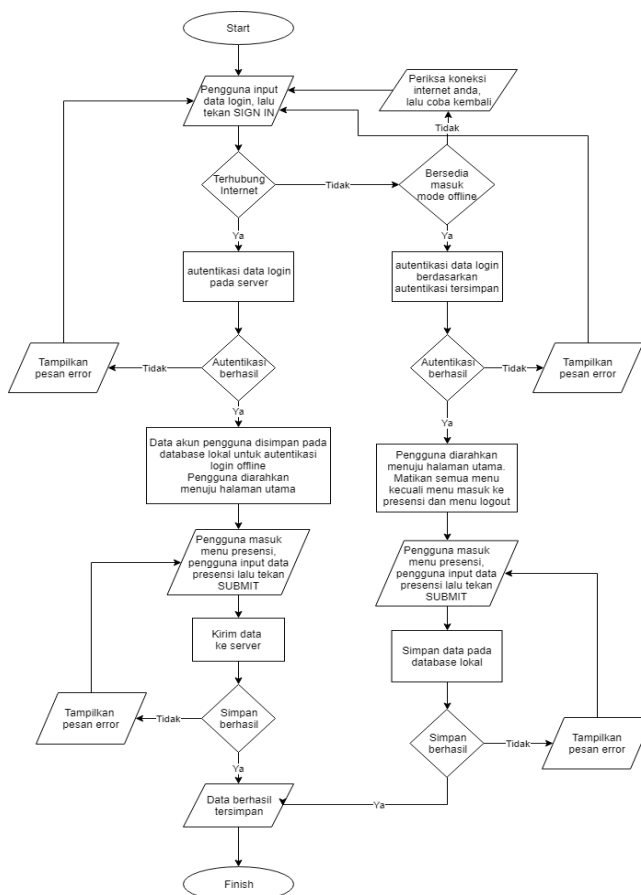 Start
Pengguna input
data login, lalu
tekan SIGN IN
Periksa koneksi
internet anda,
lalu coba kembali
Tidak
Terhubung
Internet
Tidak
Bersedia
masuk
mode offline
Ya
Ya
autentikasi data login
pada server
autentikasi data login
berdasarkan
autentikasi tersimpan
Tampilkan
pesan error
Tidak
Autentikasi
berhasil
Autentikasi
berhasil
Tidak
Tampilkan
pesan error
Ya
Ya
Data akun pengguna disimpan pada
database lokal untuk autentikasi
login offline
Pengguna diarahkan
menuju halaman utama
Pengguna diarahkan
menuju halaman utama.
Matikan semua menu
kecuali menu masuk ke
presensi dan menu logout
Pengguna masuk
menu presensi,
pengguna input data
presensi lalu tekan
SUBMIT
Pengguna masuk
menu presensi,
pengguna input data
presensi lalu tekan
SUBMIT
Kirim data
ke server
Simpan data pada
database lokal
Tampilkan
pesan error
Tidak
Simpan
berhasil
Simpan
berhasil
Tidak
Tampilkan
pesan error
Ya
Data berhasil
tersimpan
Ya
Finish